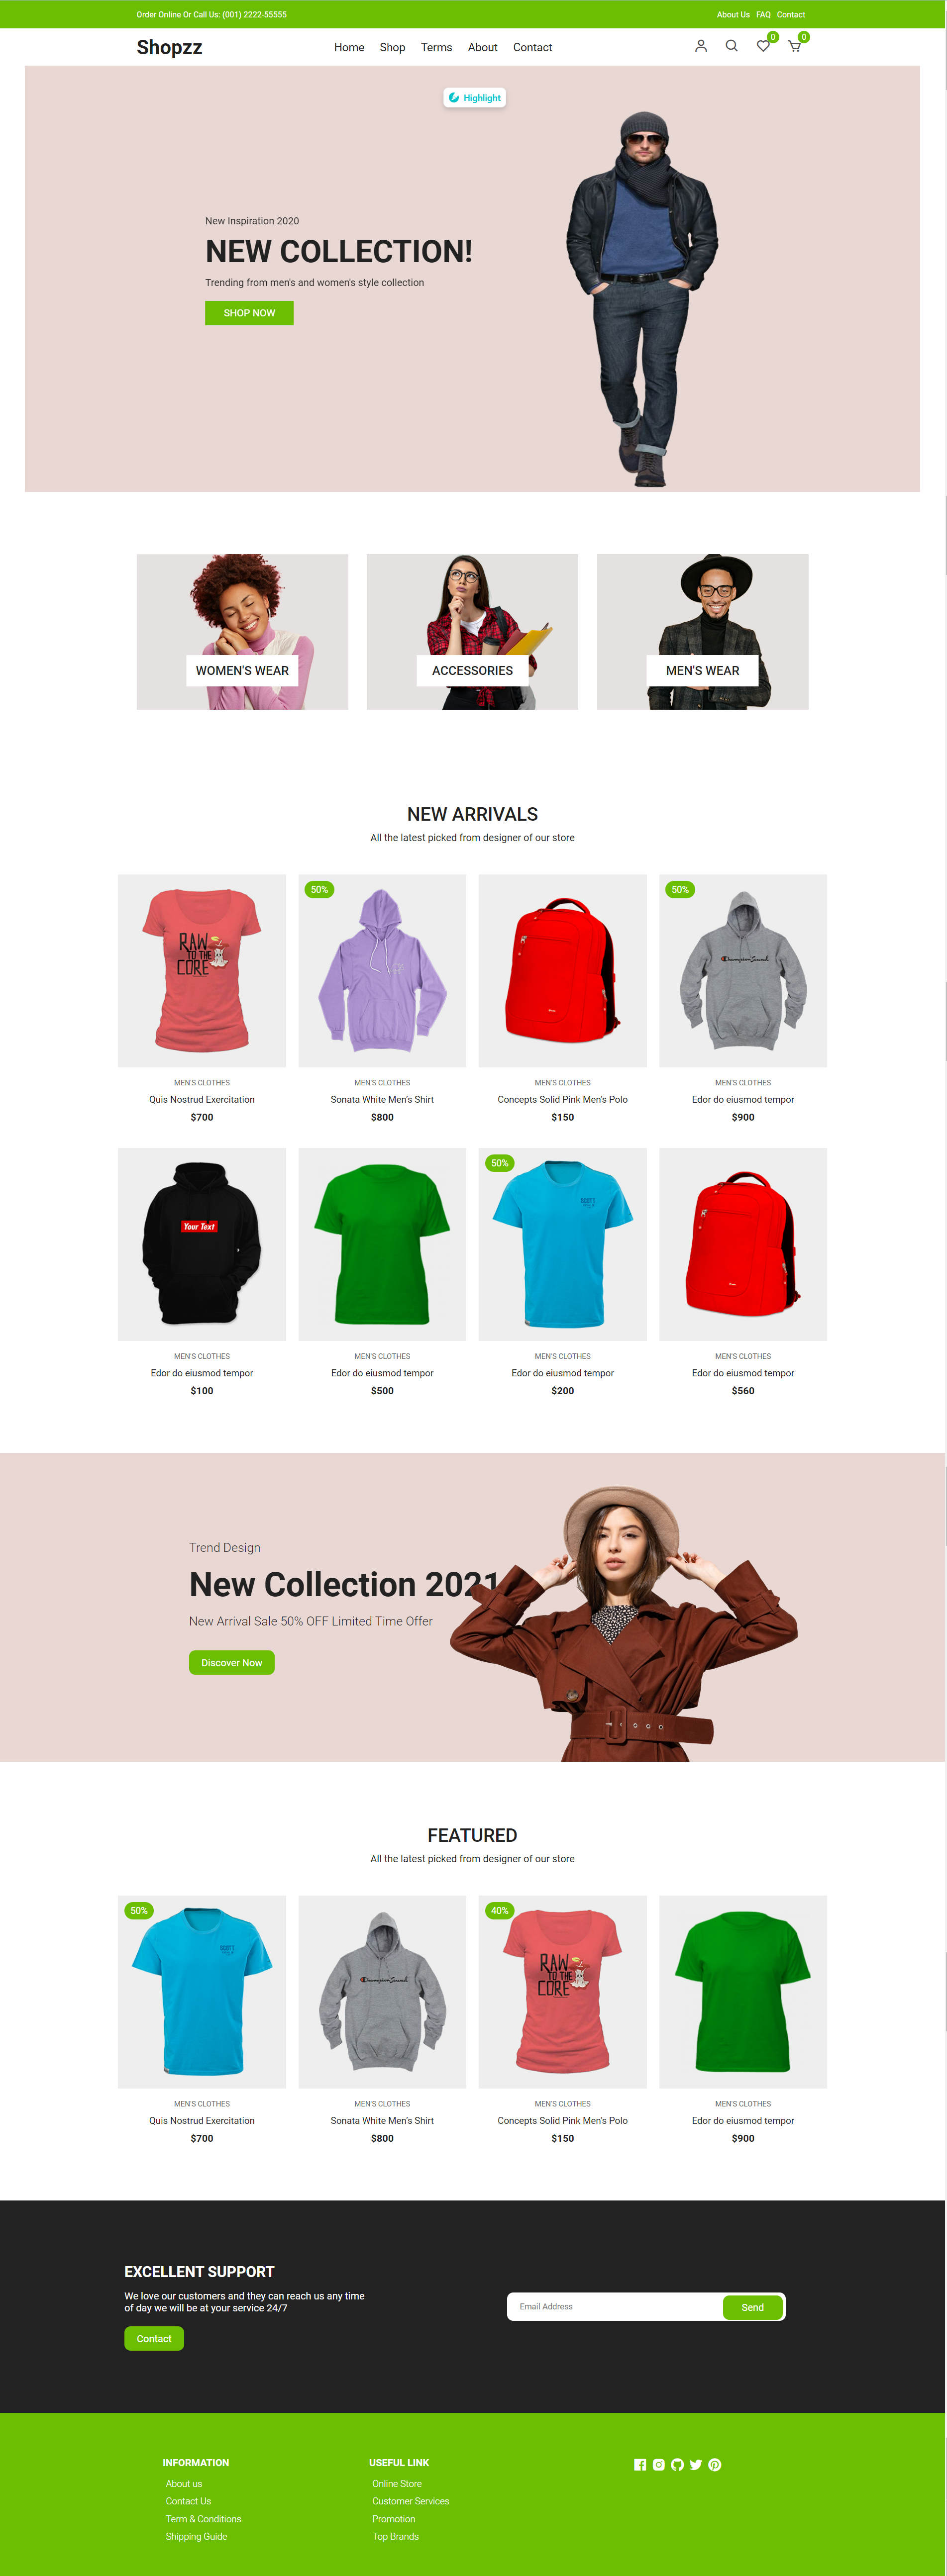 Order Online Or Call Us: (001) 2222-55555
About Us FAQ Contact
Shopzz
Home Shop Terms About Contact
0 0
Highlight
New Inspiration 2020
NEW COLLECTION!
Trending from men's and women's style collection
SHOP NOW
WOMEN'S WEAR
ACCESSORIES
MEN'S WEAR
NEW ARRIVALS
All the latest picked from designer of our store
RAW
TO THE
CORE
MEN'S CLOTHES
Quis Nostrud Exercitation
$700
50%
MEN'S CLOTHES
Sonata White Men's Shirt
$800
MEN'S CLOTHES
Concepts Solid Pink Men's Polo
$150
50%
ChampionSound
MEN'S CLOTHES
Edor do eiusmod tempor
$900
Your Text
MEN'S CLOTHES
Edor do eiusmod tempor
$100
MEN'S CLOTHES
Edor do eiusmod tempor
$500
50%
SCOTT
MEN'S CLOTHES
Edor do eiusmod tempor
$200
MEN'S CLOTHES
Edor do eiusmod tempor
$560
Trend Design
New Collection 2021
New Arrival Sale 50% OFF Limited Time Offer
Discover Now
FEATURED
All the latest picked from designer of our store
50%
SCOTT
MEN'S CLOTHES
Quis Nostrud Exercitation
$700
ChampionSound
MEN'S CLOTHES
Sonata White Men's Shirt
$800
40%
RAW
TO THE
CORE
MEN'S CLOTHES
Concepts Solid Pink Men's Polo
$150
MEN'S CLOTHES
Edor do eiusmod tempor
$900
EXCELLENT SUPPORT
We love our customers and they can reach us any time
of day we will be at your service 24/7
Contact
Email Address
Send
INFORMATION
About us
Contact Us
Term & Conditions
Shipping Guide
USEFUL LINK
Online Store
Customer Services
Promotion
Top Brands